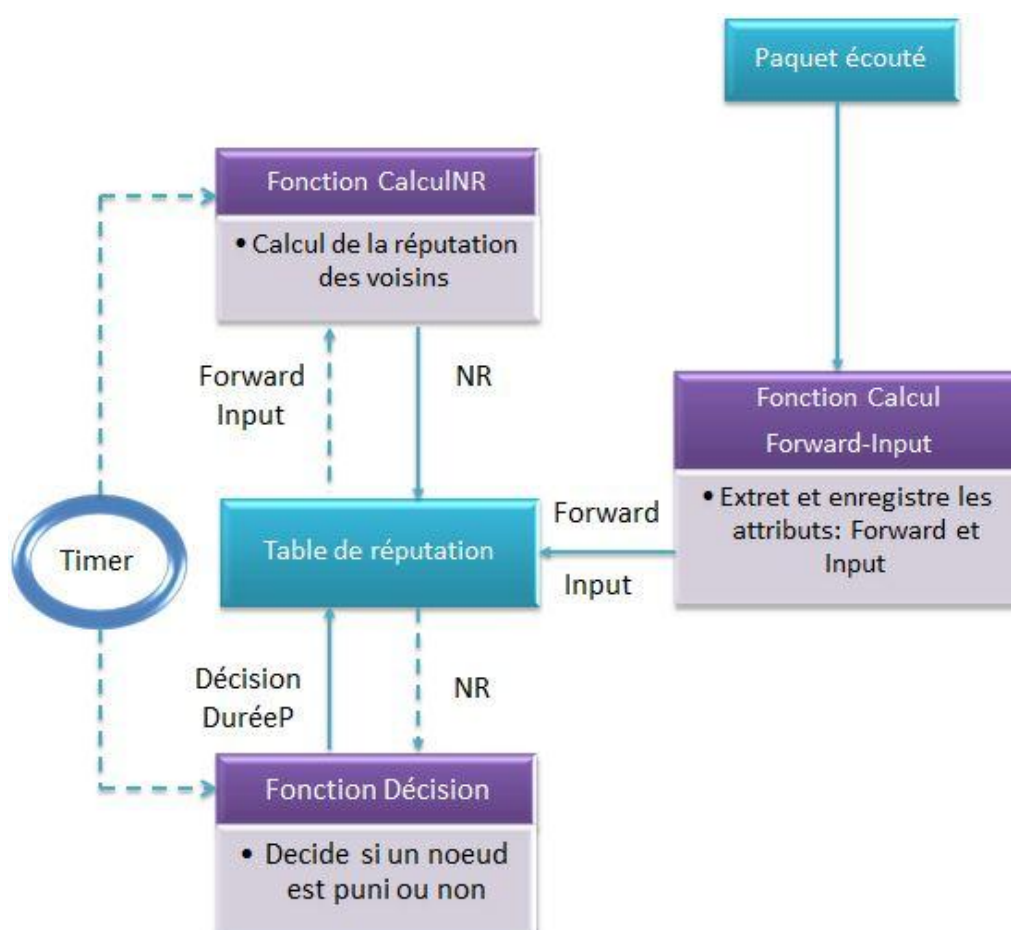 Paquet écouté
Fonction CalculNR
• Calcul de la réputation
des voisins
Forward
Input
NR
Fonction Calcul
Forward-Input
• Extret et enregistre les
attributs: Forward et
Input
Forward
Input
Table de réputation
Timer
Décision
DuréeP
NR
Fonction Décision
• Decide si un noeud
est puni ou non